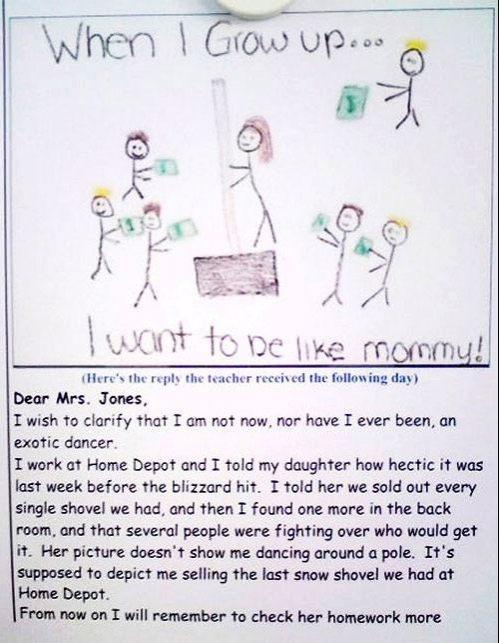 When I Grow up...
I want to be like mommy!
(Here's the reply the teacher received the following day)
Dear Mrs. Jones,
I wish to clarify that I am not now, nor have I ever been, an
exotic dancer.
I work at Home Depot and I told my daughter how hectic it was
last week before the blizzard hit. I told her we sold out every
single shovel we had, and then I found one more in the back
room, and that several people were fighting over who would get
it. Her picture doesn't show me dancing around a pole. It's
supposed to depict me selling the last snow shovel we had at
Home Depot.
From now on I will remember to check her homework more